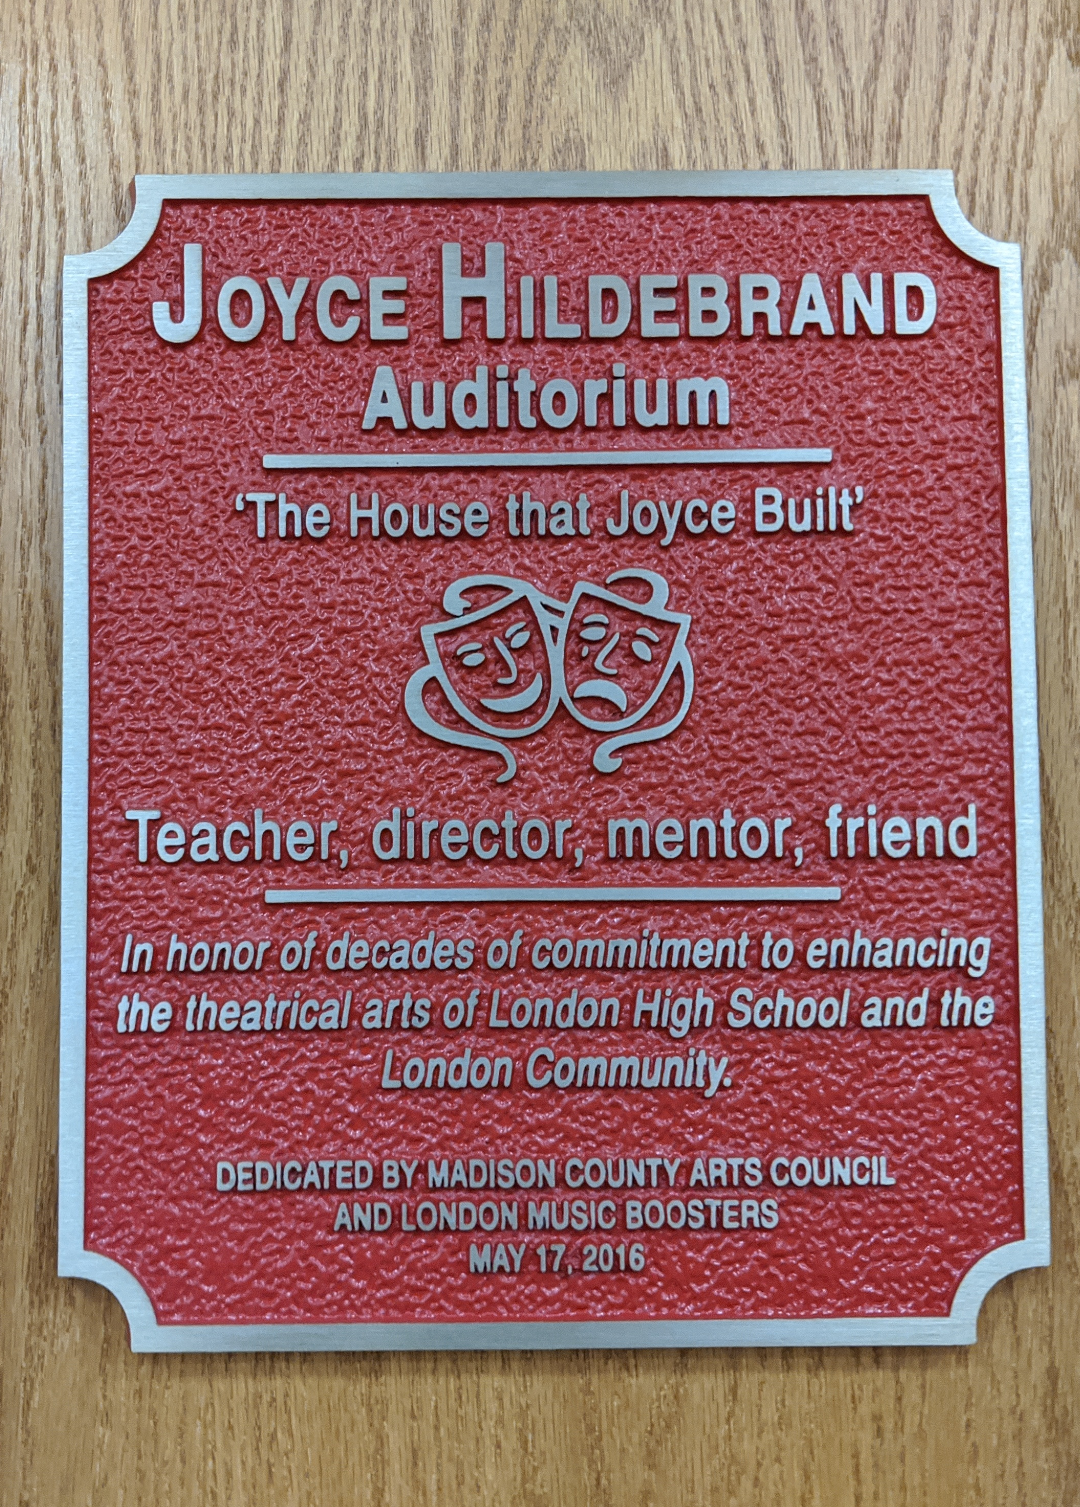 JOYCE HILDEBRAND
Auditorium
‘The House that Joyce Built’
Teacher, director, mentor, friend
In honor of decades of commitment to enhancing
the theatrical arts of London High School and the
London Community.
DEDICATED BY MADISON COUNTY ARTS COUNCIL
AND LONDON MUSIC BOOSTERS
MAY 17, 2016